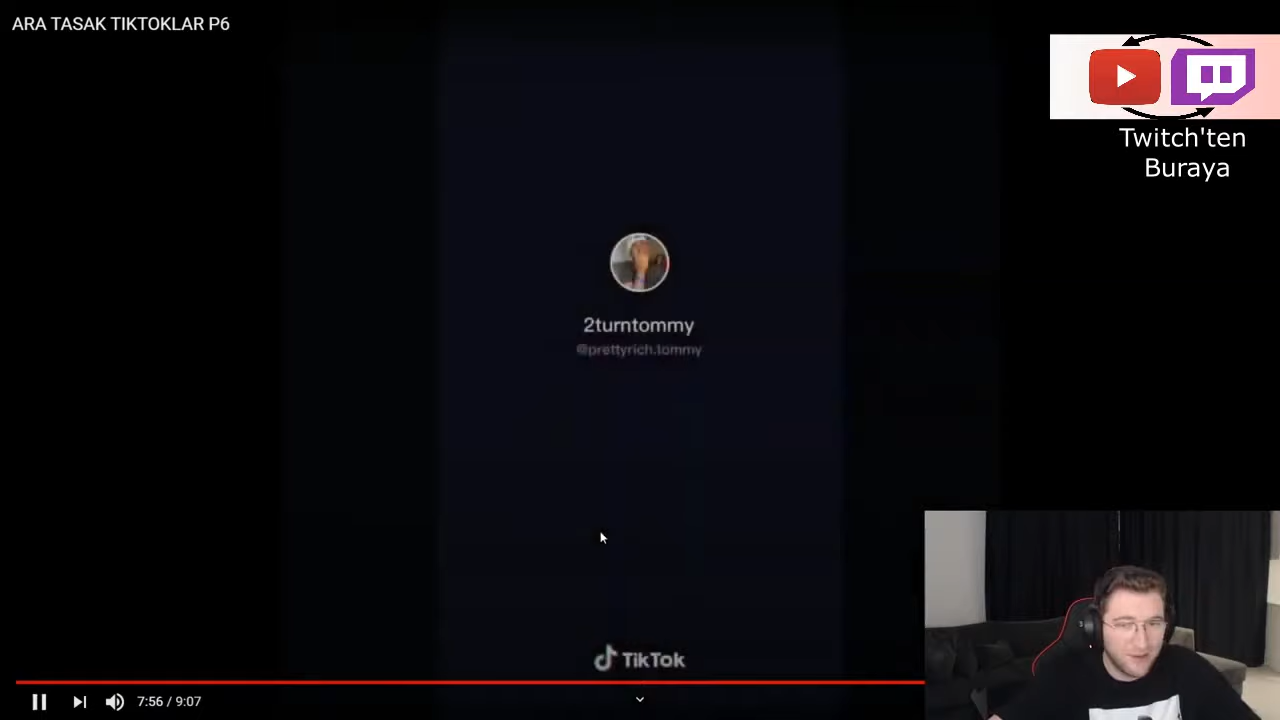 ARA TASAK TIKTOKLAR P6
Twitch'ten
Buraya
2turntommy
@prettyrich.tommy
TikTok
7:56 / 9:07